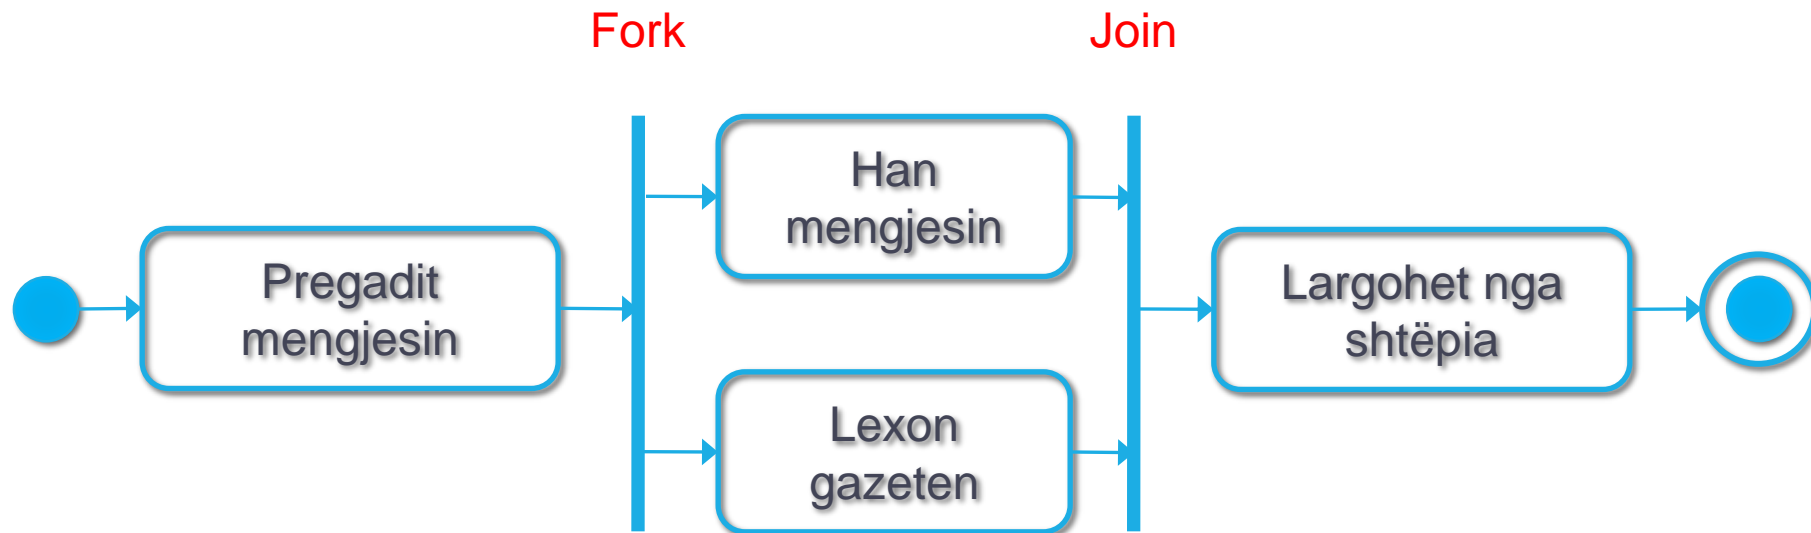 Fork
Join
Pregadit
mengjesin
Han
mengjesin
Lexon
gazeten
Largohet nga
shtëpia